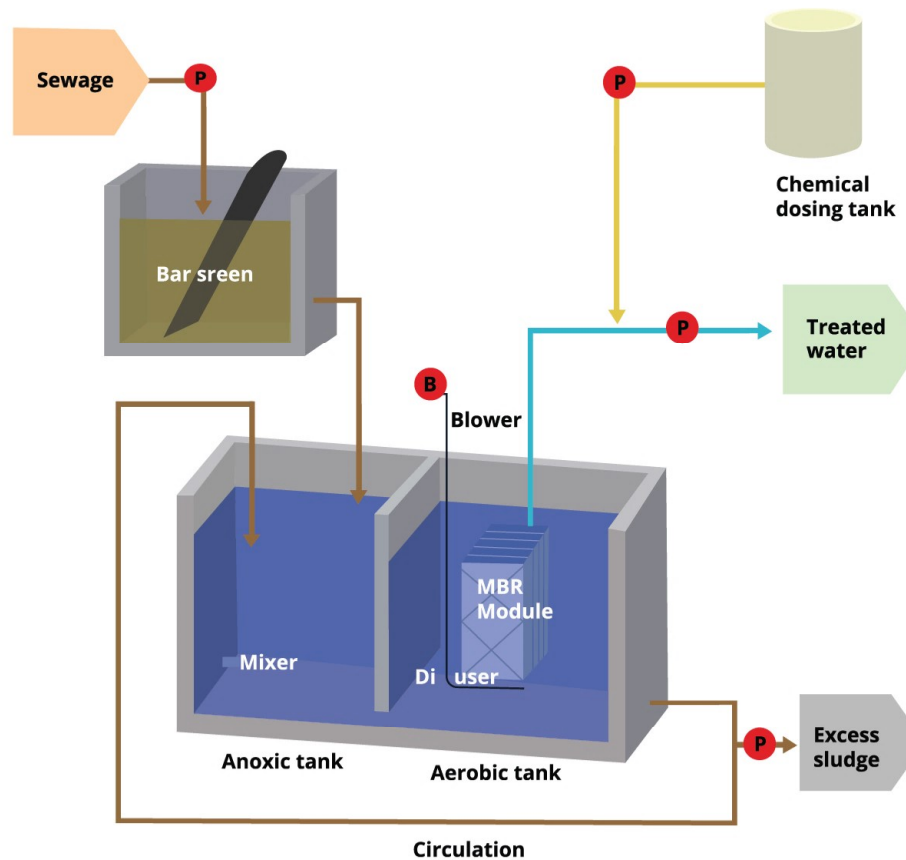 Sewage
P
P
Chemical
dosing tank
Bar sreen
P
Treated
water
B
Blower
MBR
Module
Mixer
Di user
Anoxic tank
Aerobic tank
P
Excess
sludge
Circulation